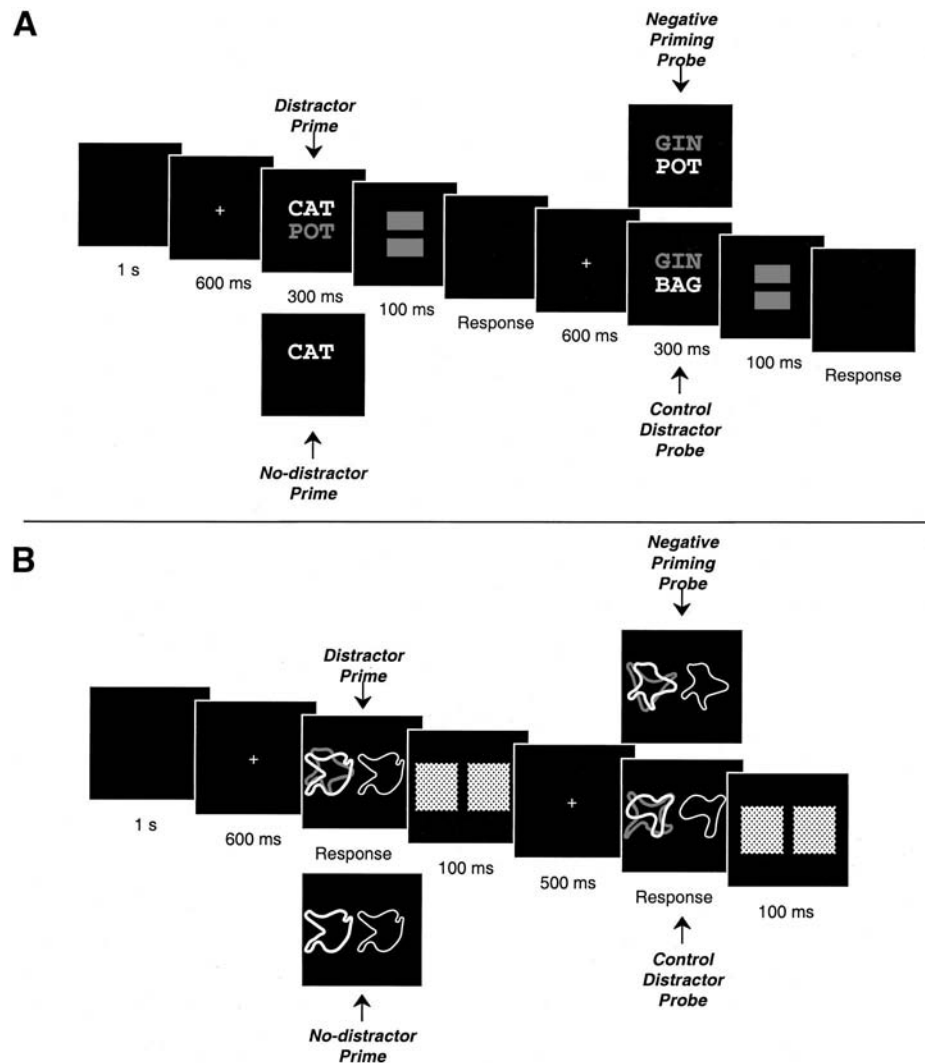 A
Negative
Priming
Probe
GIN
POT
Distractor
Prime
CAT
POT
+
+
GIN
BAG
1 s
600 ms
300 ms
100 ms
Response
600 ms
300 ms
100 ms
Response
CAT
No-distractor
Prime
Control
Distractor
Probe
B
Negative
Priming
Probe
Distractor
Prime
+
+
1 s
600 ms
Response
100 ms
500 ms
Response
100 ms
Control
Distractor
Probe
No-distractor
Prime